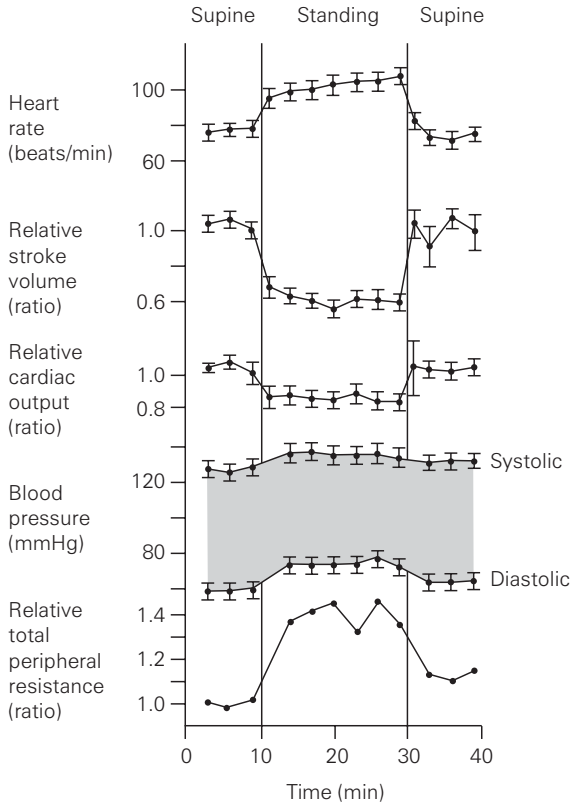 Supine
Standing
Supine
Heart
rate
(beats/min)
100
60
Relative
stroke
volume
(ratio)
1.0
0.6
Relative
cardiac
output
(ratio)
1.0
0.8
Blood
pressure
(mmHg)
120
80
Systolic
Diastolic
Relative
total
peripheral
resistance
(ratio)
1.4
1.2
1.0
0
10
20
30
40
Time (min)